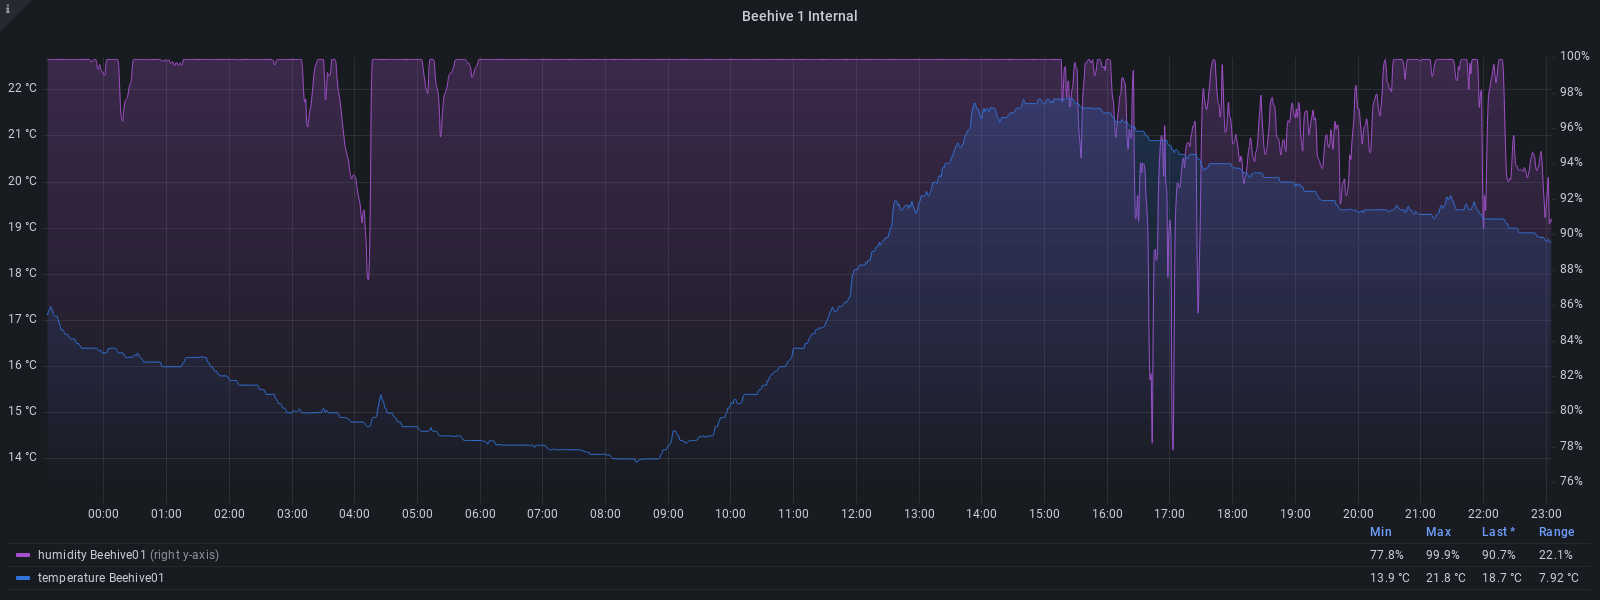 i
Beehive 1 Internal
22 °C
21 °C
20 °C
19 °C
18 °C
17 °C
16 °C
15 °C
14 °C
100%
98%
96%
94%
92%
90%
88%
86%
84%
82%
80%
78%
76%
00:00 01:00 02:00 03:00 04:00 05:00 06:00 07:00 08:00 09:00 10:00 11:00 12:00 13:00 14:00 15:00 16:00 17:00 18:00 19:00 20:00 21:00 22:00 23:00
Min Max Last * Range
humidity Beehive01 (right y-axis) 77.8% 99.9% 90.7% 22.1%
temperature Beehive01 13.9 °C 21.8 °C 18.7 °C 7.92 °C